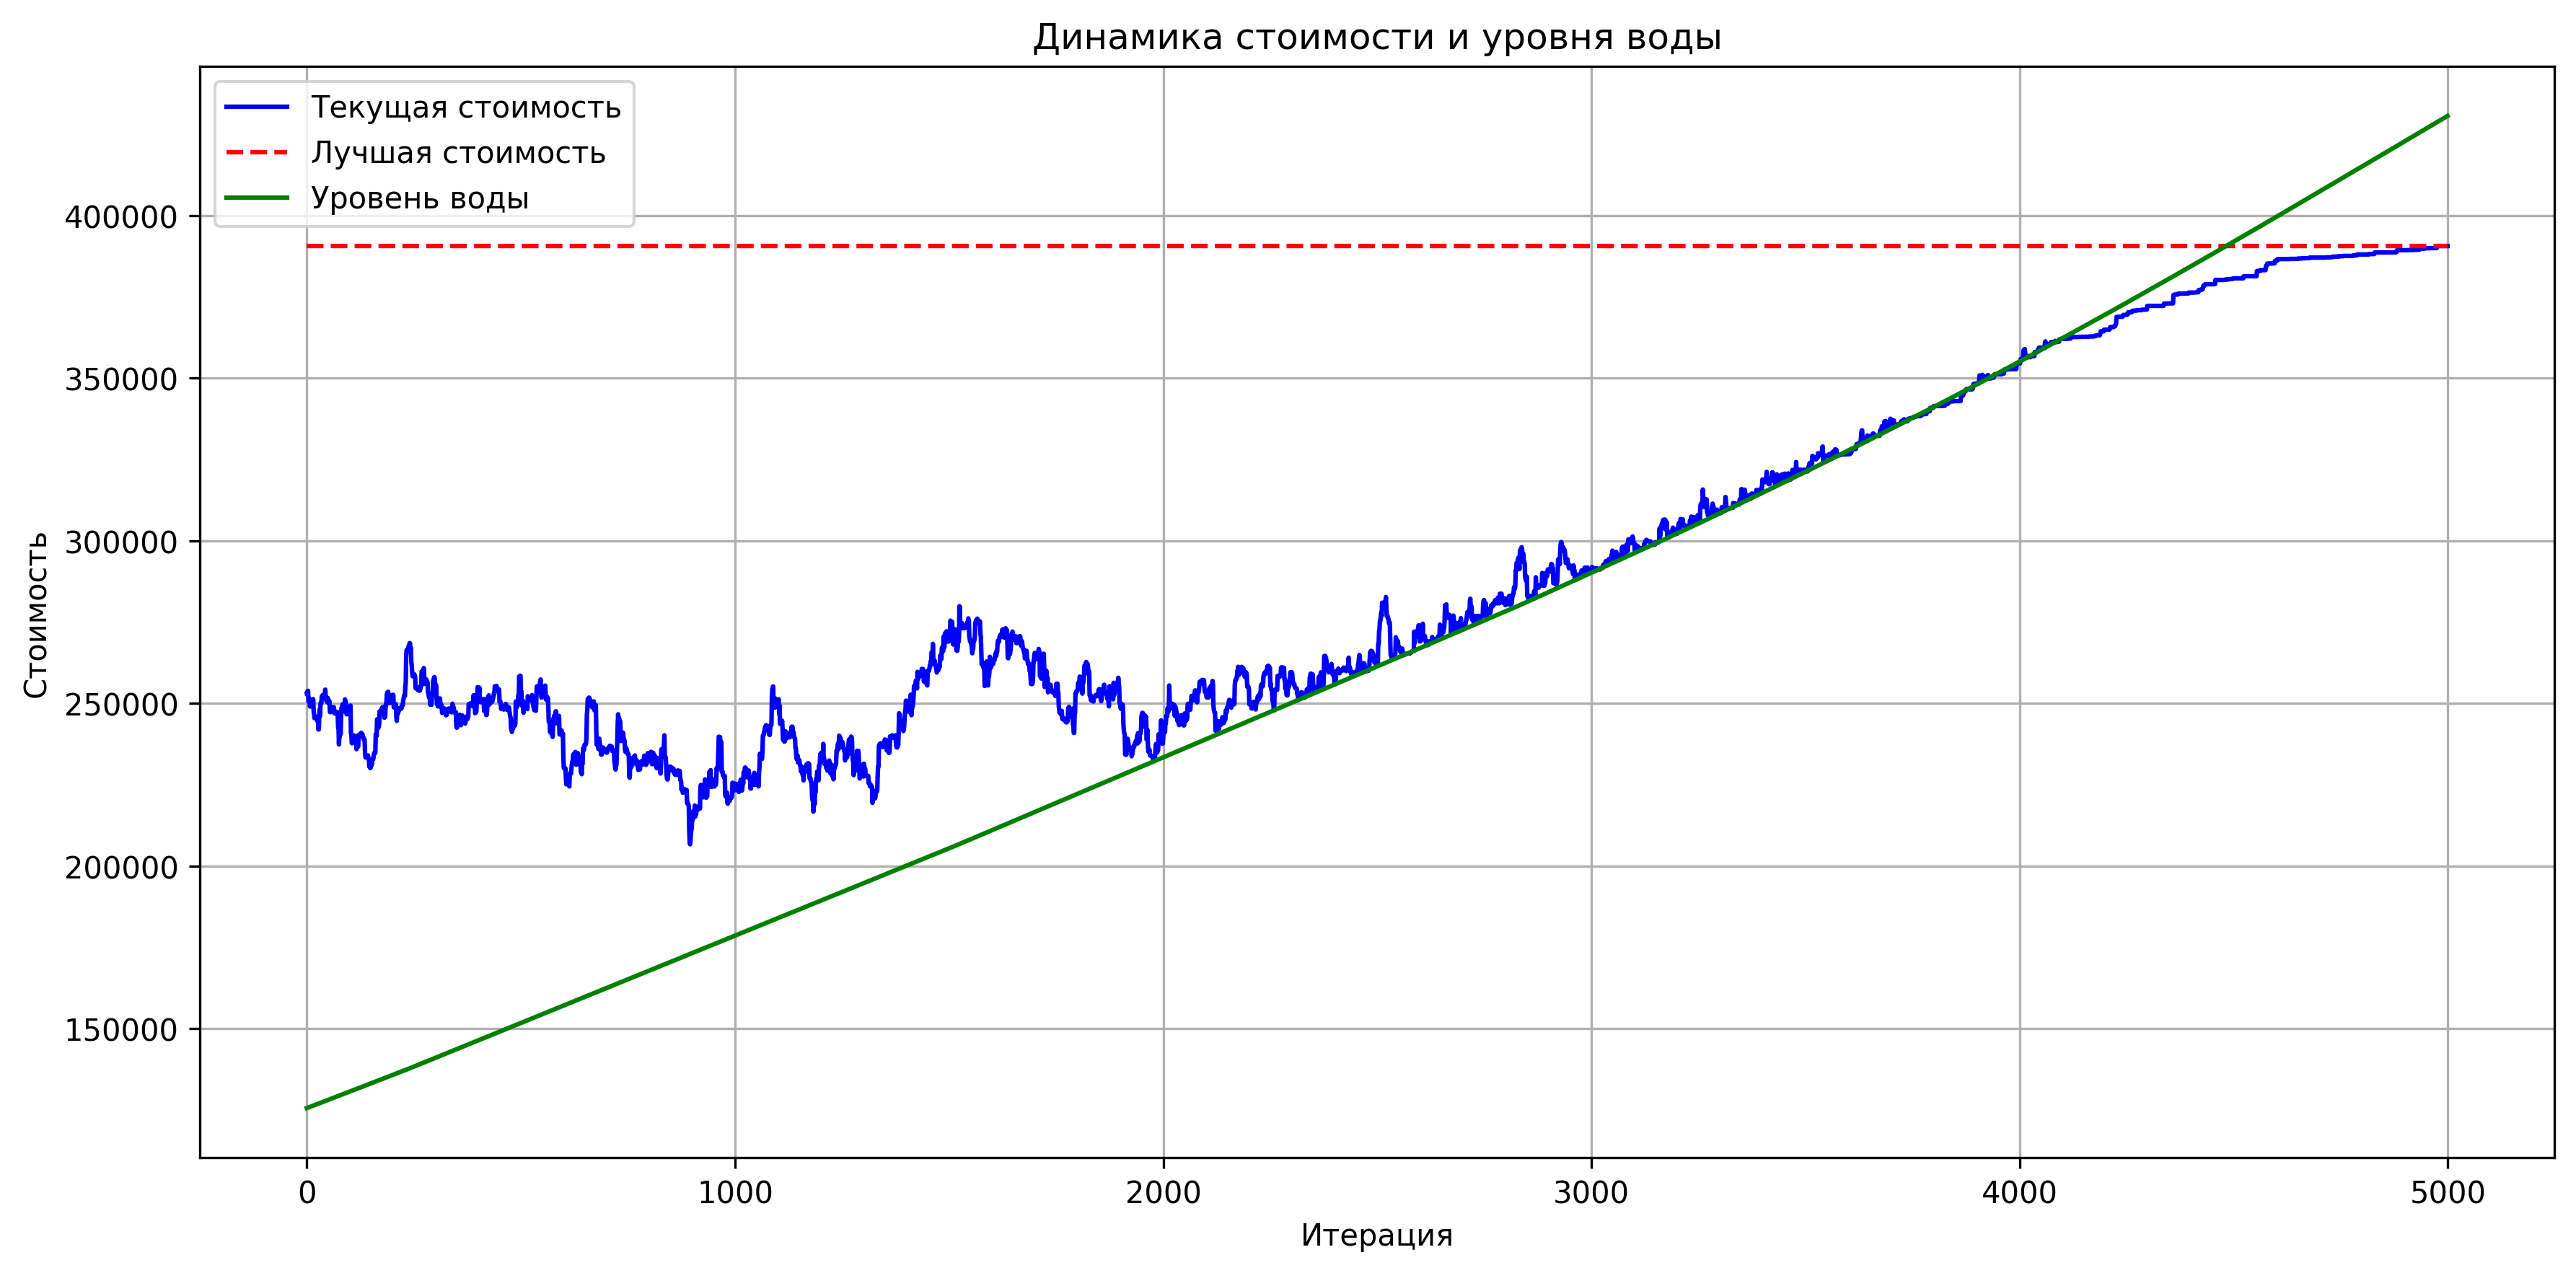 Динамика стоимости и уровня воды
Текущая стоимость
Лучшая стоимость
Уровень воды
Стоимость
400000
350000
300000
250000
200000
150000
0 1000 2000 3000 4000 5000
Итерация